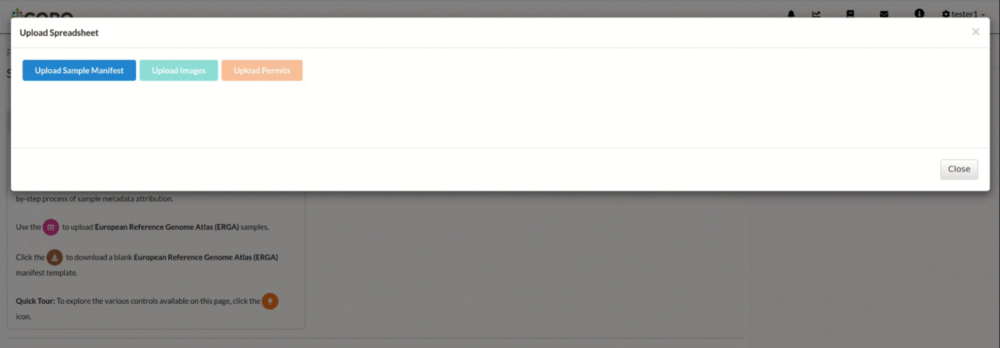 COPO
tester1
Upload Spreadsheet
×
Upload Sample Manifest
Upload Images
Upload Permits
Close
by-step process of sample metadata attribution.
Use the to upload European Reference Genome Atlas (ERGA) samples.
Click the to download a blank European Reference Genome Atlas (ERGA)
manifest template.
Quick Tour: To explore the various controls available on this page, click the
icon.